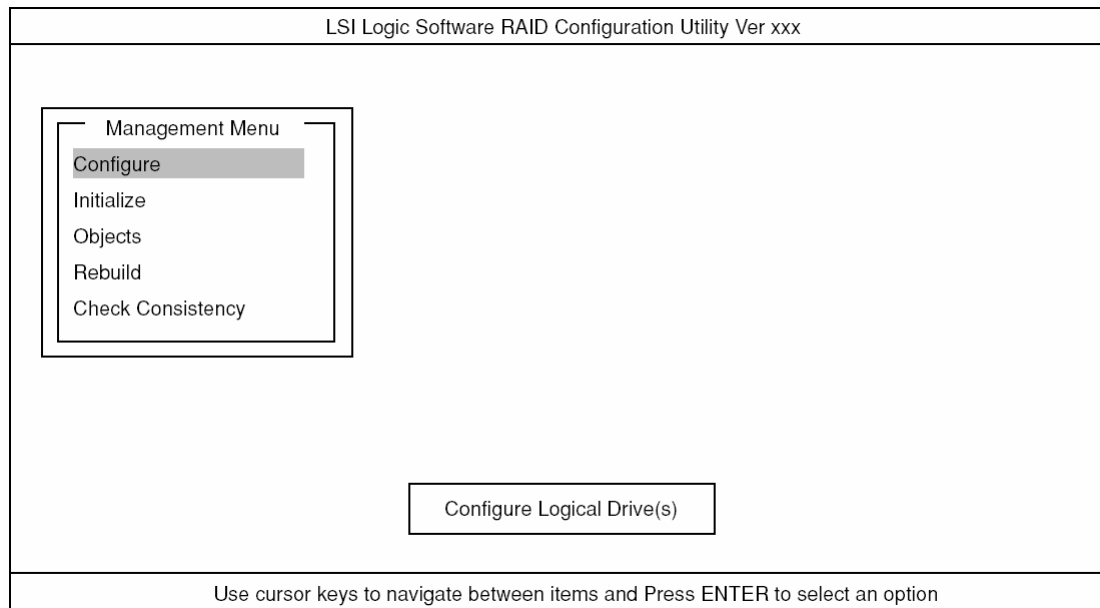 LSI Logic Software RAID Configuration Utility Ver xxx
Management Menu
Configure
Initialize
Objects
Rebuild
Check Consistency
Configure Logical Drive(s)
Use cursor keys to navigate between items and Press ENTER to select an option